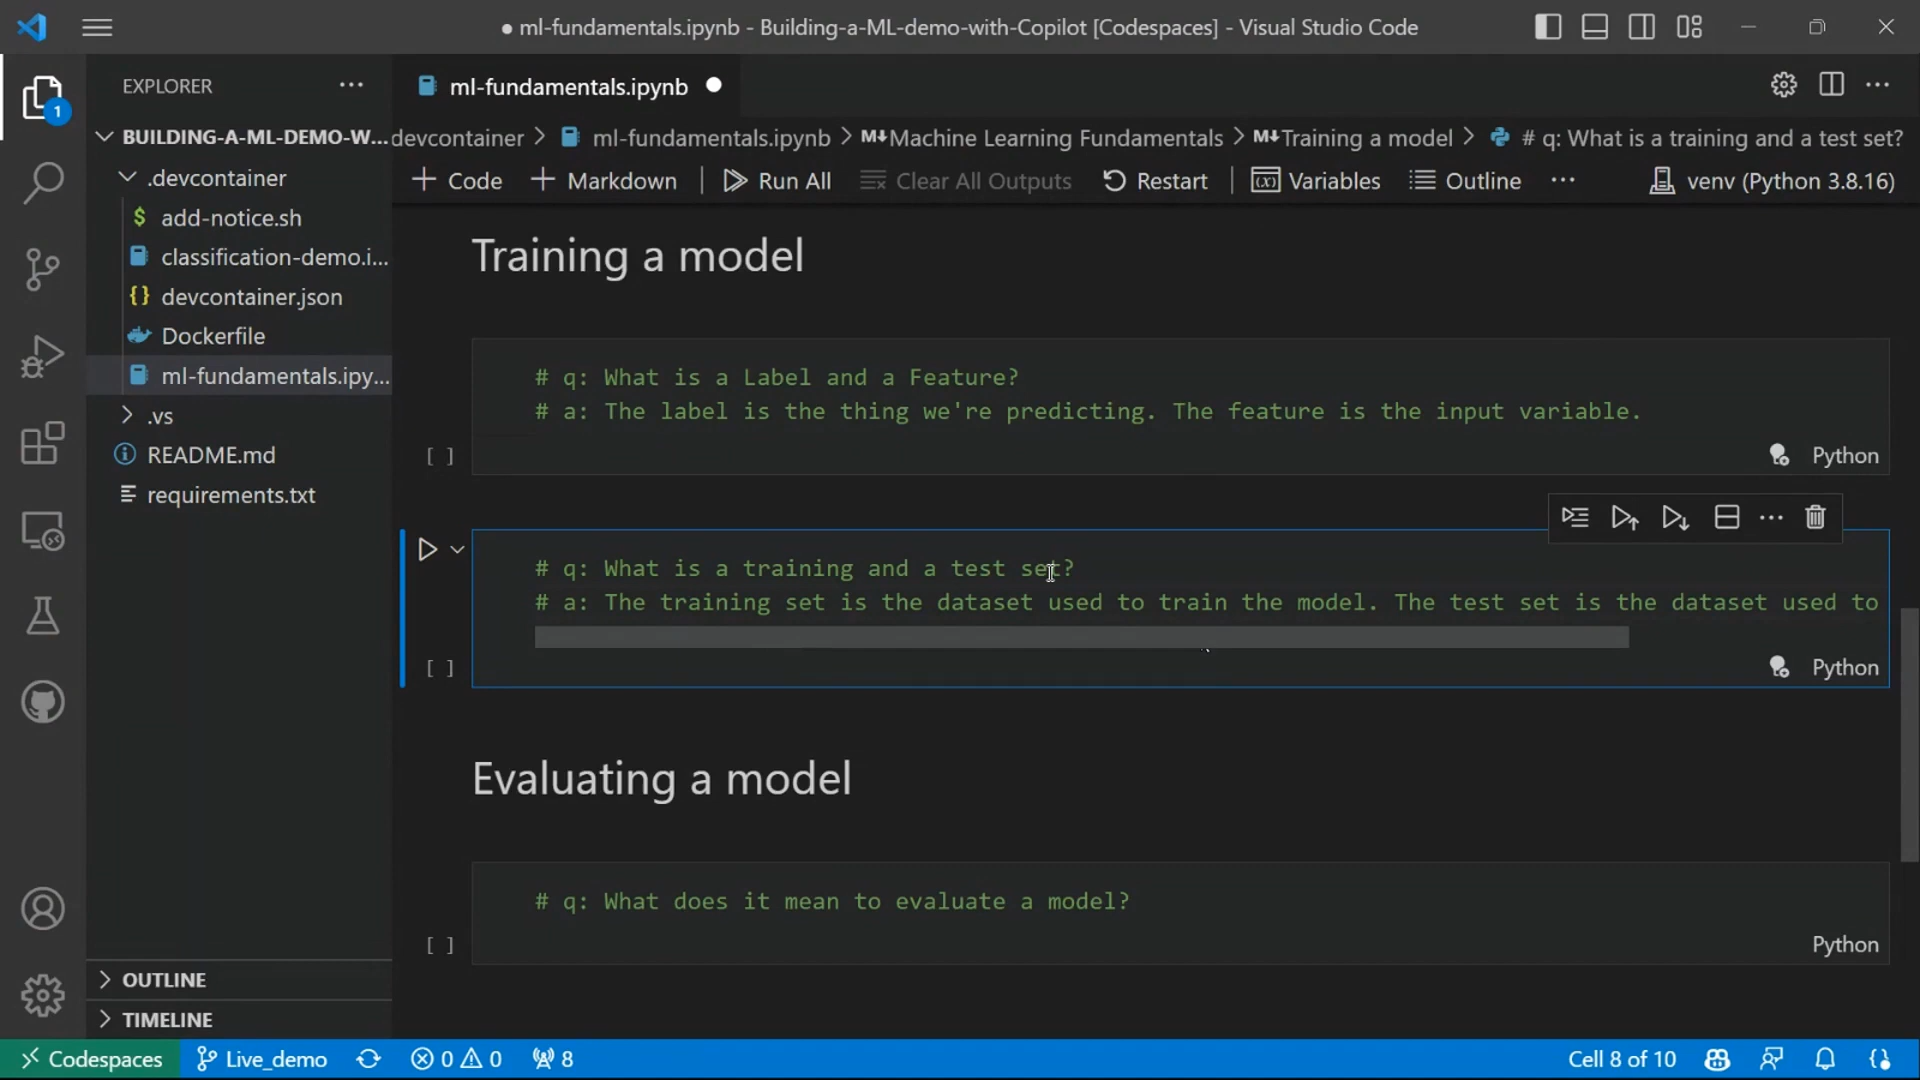 ● ml-fundamentals.ipynb - Building-a-ML-demo-with-Copilot [Codespaces] - Visual Studio Code
EXPLORER
1
BUILDING-A-ML-DEMO-W...
.devcontainer
add-notice.sh
classification-demo.i...
devcontainer.json
Dockerfile
ml-fundamentals.ipy...
.vs
README.md
requirements.txt
OUTLINE
TIMELINE
ml-fundamentals.ipynb
devcontainer > ml-fundamentals.ipynb > M↓Machine Learning Fundamentals > M↓Training a model > # q: What is a training and a test set?
+ Code + Markdown | Run All Clear All Outputs Restart | Variables Outline ... venv (Python 3.8.16)
Training a model
# q: What is a Label and a Feature?
# a: The label is the thing we're predicting. The feature is the input variable.
[ ] Python
# q: What is a training and a test set?
# a: The training set is the dataset used to train the model. The test set is the dataset used to
[ ] Python
Evaluating a model
# q: What does it mean to evaluate a model?
[ ] Python
Codespaces Live_demo 0 0 8 Cell 8 of 10